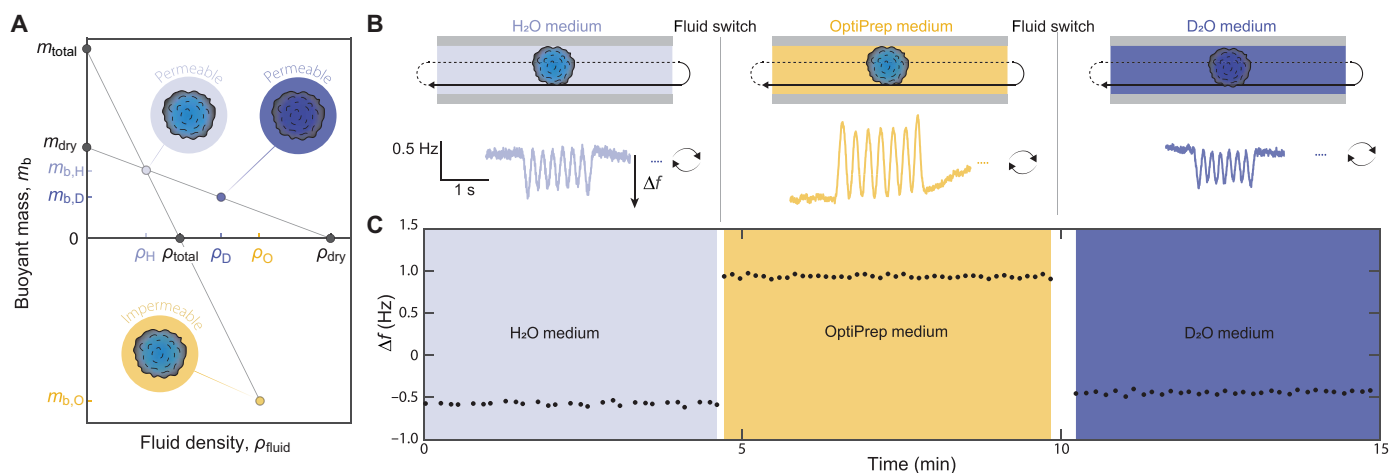 A
m_total
Permeable
Permeable
m_dry
m_b,H
m_b,D
0
ρ_H
ρ_total
ρ_D
ρ_O
ρ_dry
Impermeable
m_b,O
Buoyant mass, m_b
Fluid density, ρ_fluid
B
H₂O medium
Fluid switch
OptiPrep medium
Fluid switch
D₂O medium
0.5 Hz
1 s
Δf
C
1.5
1.0
0.5
0
−0.5
−1.0
Δf (Hz)
H₂O medium
OptiPrep medium
D₂O medium
0
5
10
15
Time (min)